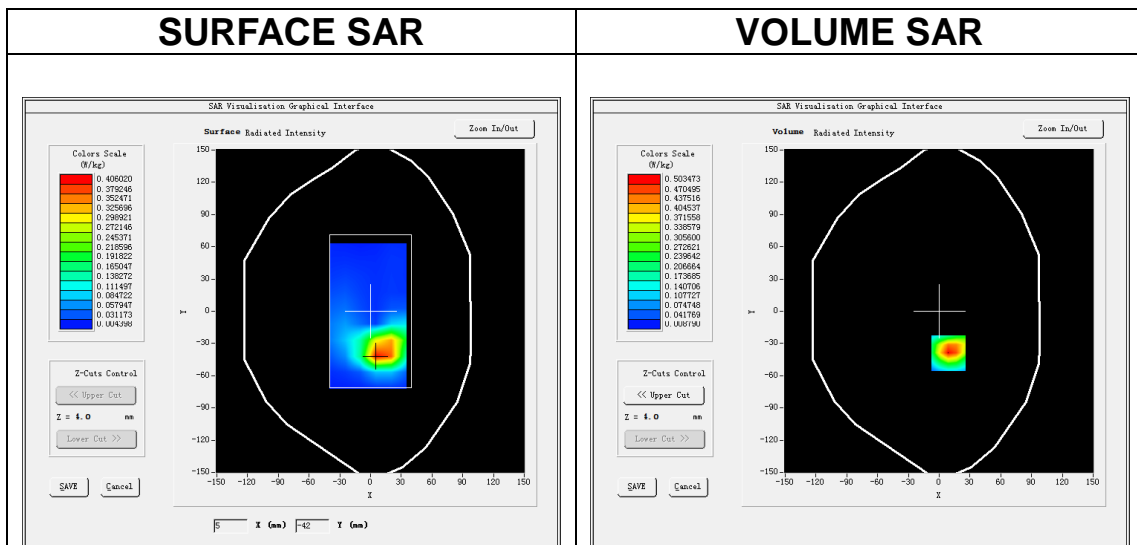 SURFACE SAR
VOLUME SAR
SAR Visualisation Graphical Interface
Surface Radiated Intensity
Zoom In/Out
Colors Scale
(W/kg)
0.406020
0.379246
0.352471
0.325696
0.298921
0.272146
0.245371
0.218596
0.191822
0.165047
0.138272
0.111497
0.084722
0.057947
0.031173
0.004398
Z-Cuts Control
<< Upper Cut
Z = 4.0 mm
Lower Cut >>
SAVE
Cancel
150
120
90
60
30
0
-30
-60
-90
-120
-150
Y
-150 -120 -90 -60 -30 0 30 60 90 120 150
X
5 X (mm) -42 Y (mm)
SAR Visualisation Graphical Interface
Volume Radiated Intensity
Zoom In/Out
Colors Scale
(W/kg)
0.503473
0.470495
0.437516
0.404537
0.371558
0.338579
0.305600
0.272621
0.239642
0.206664
0.173685
0.140706
0.107727
0.074748
0.041769
0.008790
Z-Cuts Control
<< Upper Cut
Z = 4.0 mm
Lower Cut >>
SAVE
Cancel
150
120
90
60
30
0
-30
-60
-90
-120
-150
Y
-150 -120 -90 -60 -30 0 30 60 90 120 150
X